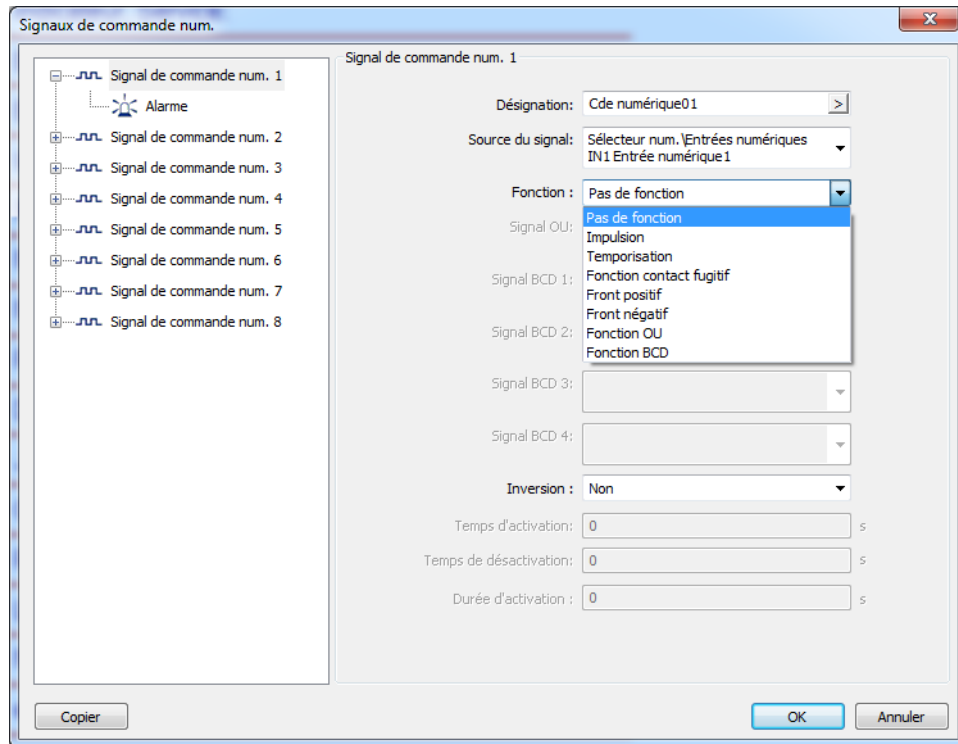 Signaux de commande num.
Signal de commande num. 1
Alarme
Signal de commande num. 2
Signal de commande num. 3
Signal de commande num. 4
Signal de commande num. 5
Signal de commande num. 6
Signal de commande num. 7
Signal de commande num. 8
Signal de commande num. 1
Désignation: Cde numérique01 >
Source du signal: Sélecteur num.\Entrées numériques
IN1 Entrée numérique1
Fonction : Pas de fonction
Pas de fonction
Impulsion
Temporisation
Fonction contact fugitif
Front positif
Front négatif
Fonction OU
Fonction BCD
Signal OU:
Signal BCD 1:
Signal BCD 2:
Signal BCD 3:
Signal BCD 4:
Inversion : Non
Temps d'activation: 0 s
Temps de désactivation: 0 s
Durée d'activation : 0 s
Copier
OK
Annuler